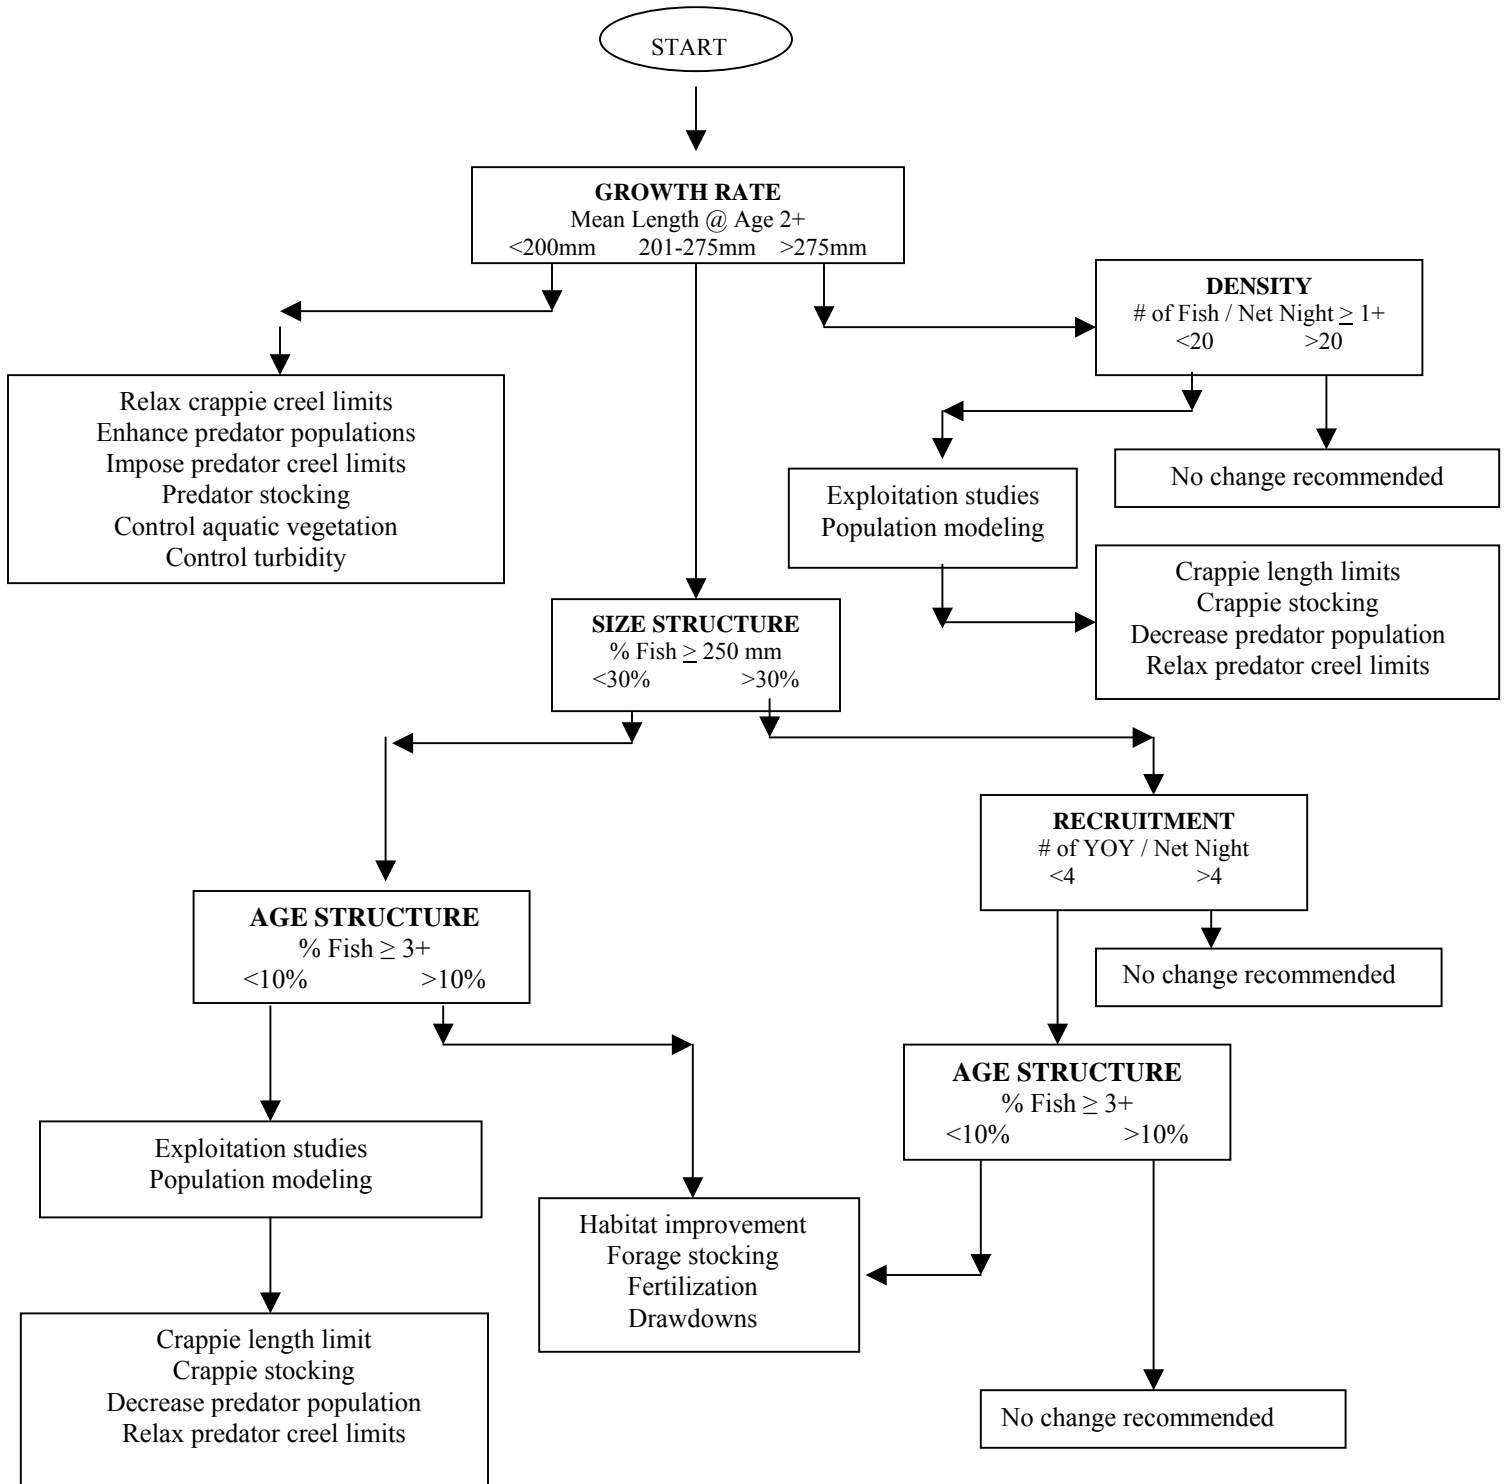 START
GROWTH RATE
Mean Length @ Age 2+
<200mm 201-275mm >275mm
DENSITY
# of Fish / Net Night ≥ 1+
<20 >20
Relax crappie creel limits
Enhance predator populations
Impose predator creel limits
Predator stocking
Control aquatic vegetation
Control turbidity
No change recommended
Exploitation studies
Population modeling
Crappie length limits
Crappie stocking
Decrease predator population
Relax predator creel limits
SIZE STRUCTURE
% Fish ≥ 250 mm
<30% >30%
RECRUITMENT
# of YOY / Net Night
<4 >4
AGE STRUCTURE
% Fish ≥ 3+
<10% >10%
No change recommended
AGE STRUCTURE
% Fish ≥ 3+
<10% >10%
Exploitation studies
Population modeling
Habitat improvement
Forage stocking
Fertilization
Drawdowns
Crappie length limit
Crappie stocking
Decrease predator population
Relax predator creel limits
No change recommended